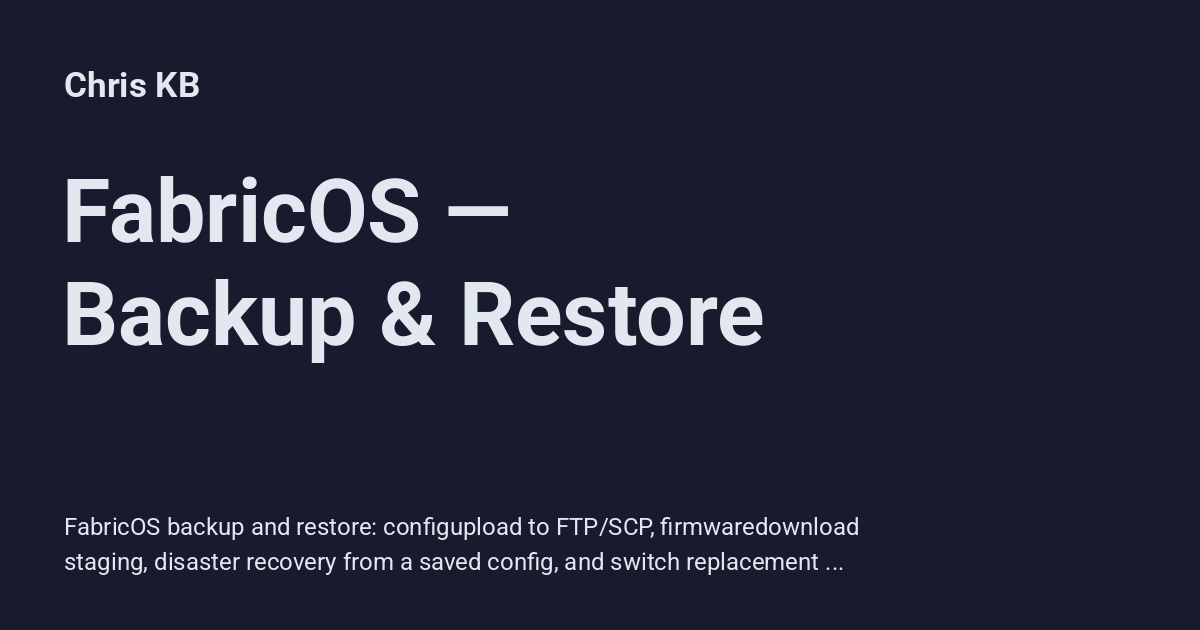 Chris KB
FabricOS —
Backup & Restore
FabricOS backup and restore: configupload to FTP/SCP, firmwaredownload
staging, disaster recovery from a saved config, and switch replacement ...